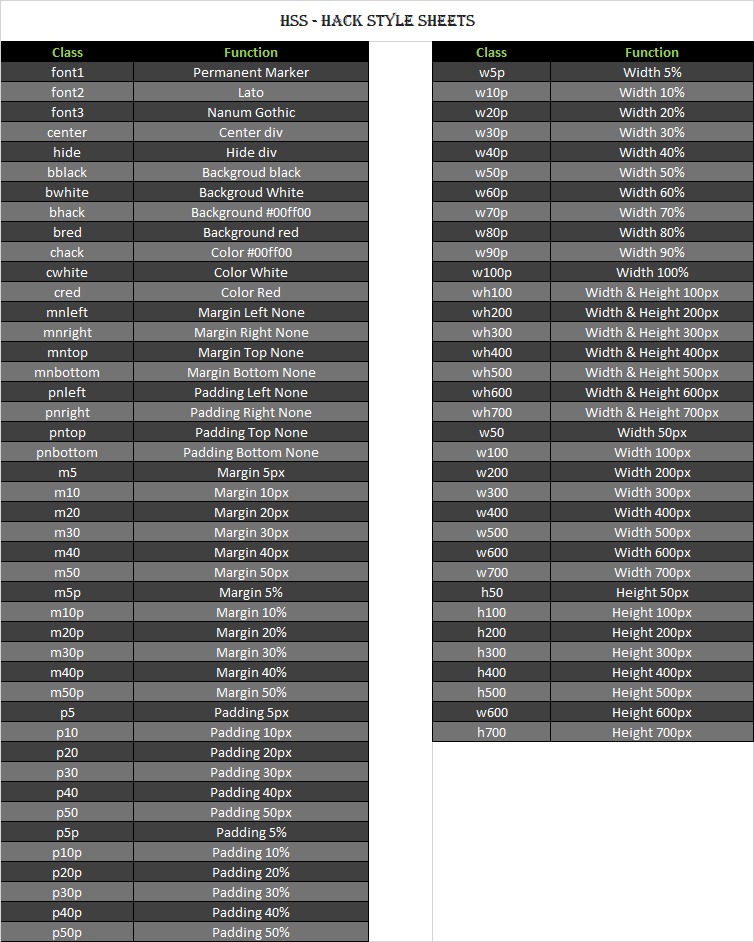 HSS - HACK STYLE SHEETS
Class Function
font1 Permanent Marker
font2 Lato
font3 Nanum Gothic
center Center div
hide Hide div
bblack Backgroud black
bwhite Backgroud White
bhack Background #00ff00
bred Background red
chack Color #00ff00
cwhite Color White
cred Color Red
mnleft Margin Left None
mnright Margin Right None
mntop Margin Top None
mnbottom Margin Bottom None
pnleft Padding Left None
pnright Padding Right None
pntop Padding Top None
pnbottom Padding Bottom None
m5 Margin 5px
m10 Margin 10px
m20 Margin 20px
m30 Margin 30px
m40 Margin 40px
m50 Margin 50px
m5p Margin 5%
m10p Margin 10%
m20p Margin 20%
m30p Margin 30%
m40p Margin 40%
m50p Margin 50%
p5 Padding 5px
p10 Padding 10px
p20 Padding 20px
p30 Padding 30px
p40 Padding 40px
p50 Padding 50px
p5p Padding 5%
p10p Padding 10%
p20p Padding 20%
p30p Padding 30%
p40p Padding 40%
p50p Padding 50%
Class Function
w5p Width 5%
w10p Width 10%
w20p Width 20%
w30p Width 30%
w40p Width 40%
w50p Width 50%
w60p Width 60%
w70p Width 70%
w80p Width 80%
w90p Width 90%
w100p Width 100%
wh100 Width & Height 100px
wh200 Width & Height 200px
wh300 Width & Height 300px
wh400 Width & Height 400px
wh500 Width & Height 500px
wh600 Width & Height 600px
wh700 Width & Height 700px
w50 Width 50px
w100 Width 100px
w200 Width 200px
w300 Width 300px
w400 Width 400px
w500 Width 500px
w600 Width 600px
w700 Width 700px
h50 Height 50px
h100 Height 100px
h200 Height 200px
h300 Height 300px
h400 Height 400px
h500 Height 500px
w600 Height 600px
h700 Height 700px